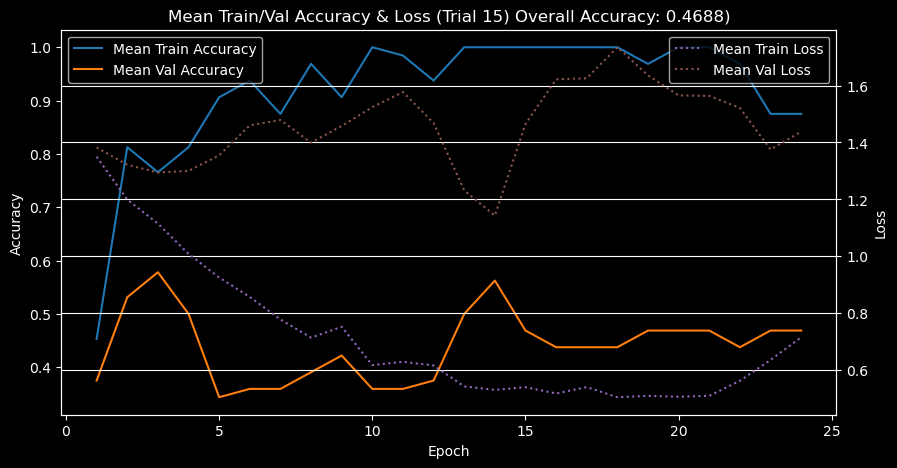 Mean Train/Val Accuracy & Loss (Trial 15) Overall Accuracy: 0.4688)
Mean Train Accuracy
Mean Val Accuracy
Mean Train Loss
Mean Val Loss
Accuracy
1.0
0.9
0.8
0.7
0.6
0.5
0.4
Loss
1.6
1.4
1.2
1.0
0.8
0.6
0
5
10
15
20
25
Epoch